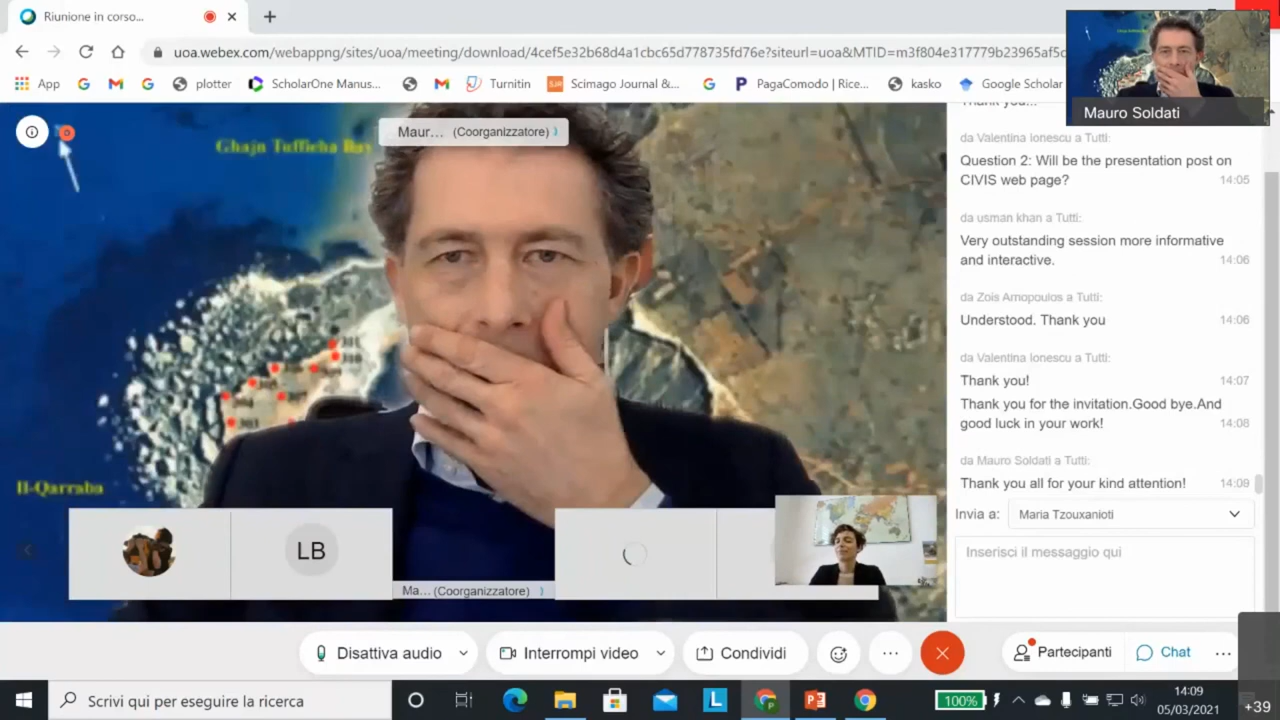 Riunione in corso...
uoa.webex.com/webappng/sites/uoa/meeting/download/4cef5e32b68d4a1cbc65d778735fd76e?siteurl=uoa&MTID=m3f804e317779b23965af5c
App
plotter
ScholarOne Manus...
Turnitin
Scimago Journal &...
PagaComodo | Rice...
kasko
Google Scholar
Mauro Soldati
Maur... (Coorganizzatore)
Ghajn Tuffieha Bay
Il-Qarraba
LB
Ma... (Coorganizzatore)
Thank you...
da Valentina Ionescu a Tutti:
Question 2: Will be the presentation post on
CIVIS web page?
14:05
da usman khan a Tutti:
Very outstanding session more informative
and interactive.
14:06
da Zois Arnopoulos a Tutti:
Understood. Thank you
14:06
da Valentina Ionescu a Tutti:
Thank you!
14:07
Thank you for the invitation.Good bye.And
good luck in your work!
14:08
da Mauro Soldati a Tutti:
Thank you all for your kind attention!
14:09
Invia a:
Maria Tzouxanioti
Inserisci il messaggio qui
Disattiva audio
Interrompi video
Condividi
Partecipanti
Chat
Scrivi qui per eseguire la ricerca
100%
14:09
05/03/2021
+39